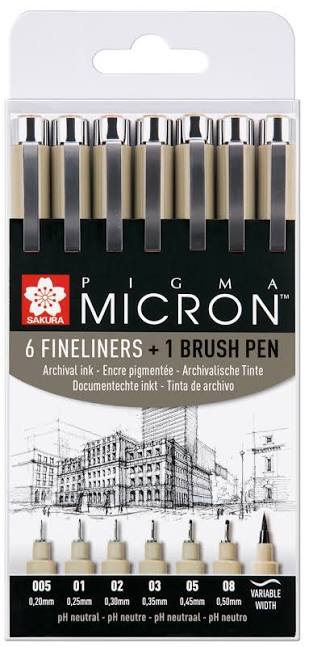 SAKURA
PIGMA
MICRON™
6 FINELINERS + 1 BRUSH PEN
Archival ink - Encre pigmentée - Archivalische Tinte
Documentechte inkt - Tinta de archivo
005 01 02 03 05 08 VARIABLE WIDTH
0,20mm 0,25mm 0,30mm 0,35mm 0,45mm 0,50mm
pH neutral - pH neutre - pH neutraal - pH neutro